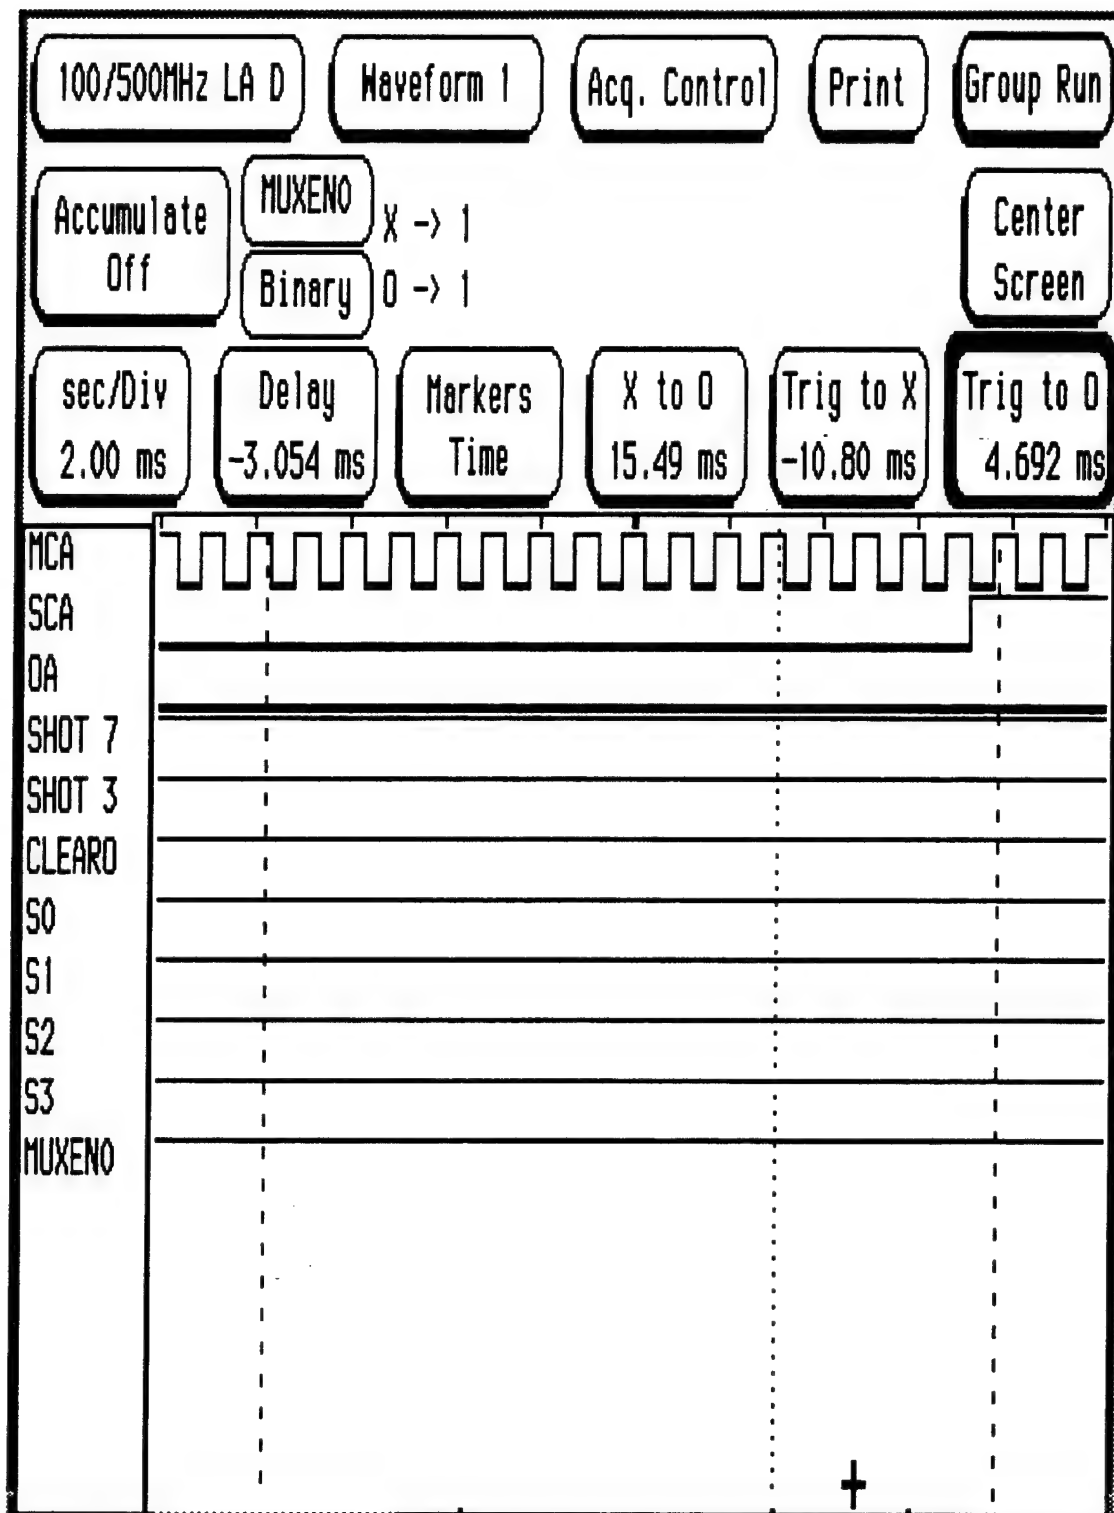 100/500MHz LA D Waveform 1 Acq. Control Print Group Run
Accumulate Off
MUXENO X -> 1
Binary O -> 1
Center Screen
sec/Div Delay Markers X to O Trig to X Trig to O
2.00 ms -3.054 ms Time 15.49 ms -10.80 ms 4.692 ms
MCA
SCA
OA
SHOT 7
SHOT 3
CLEARO
S0
S1
S2
S3
MUXENO